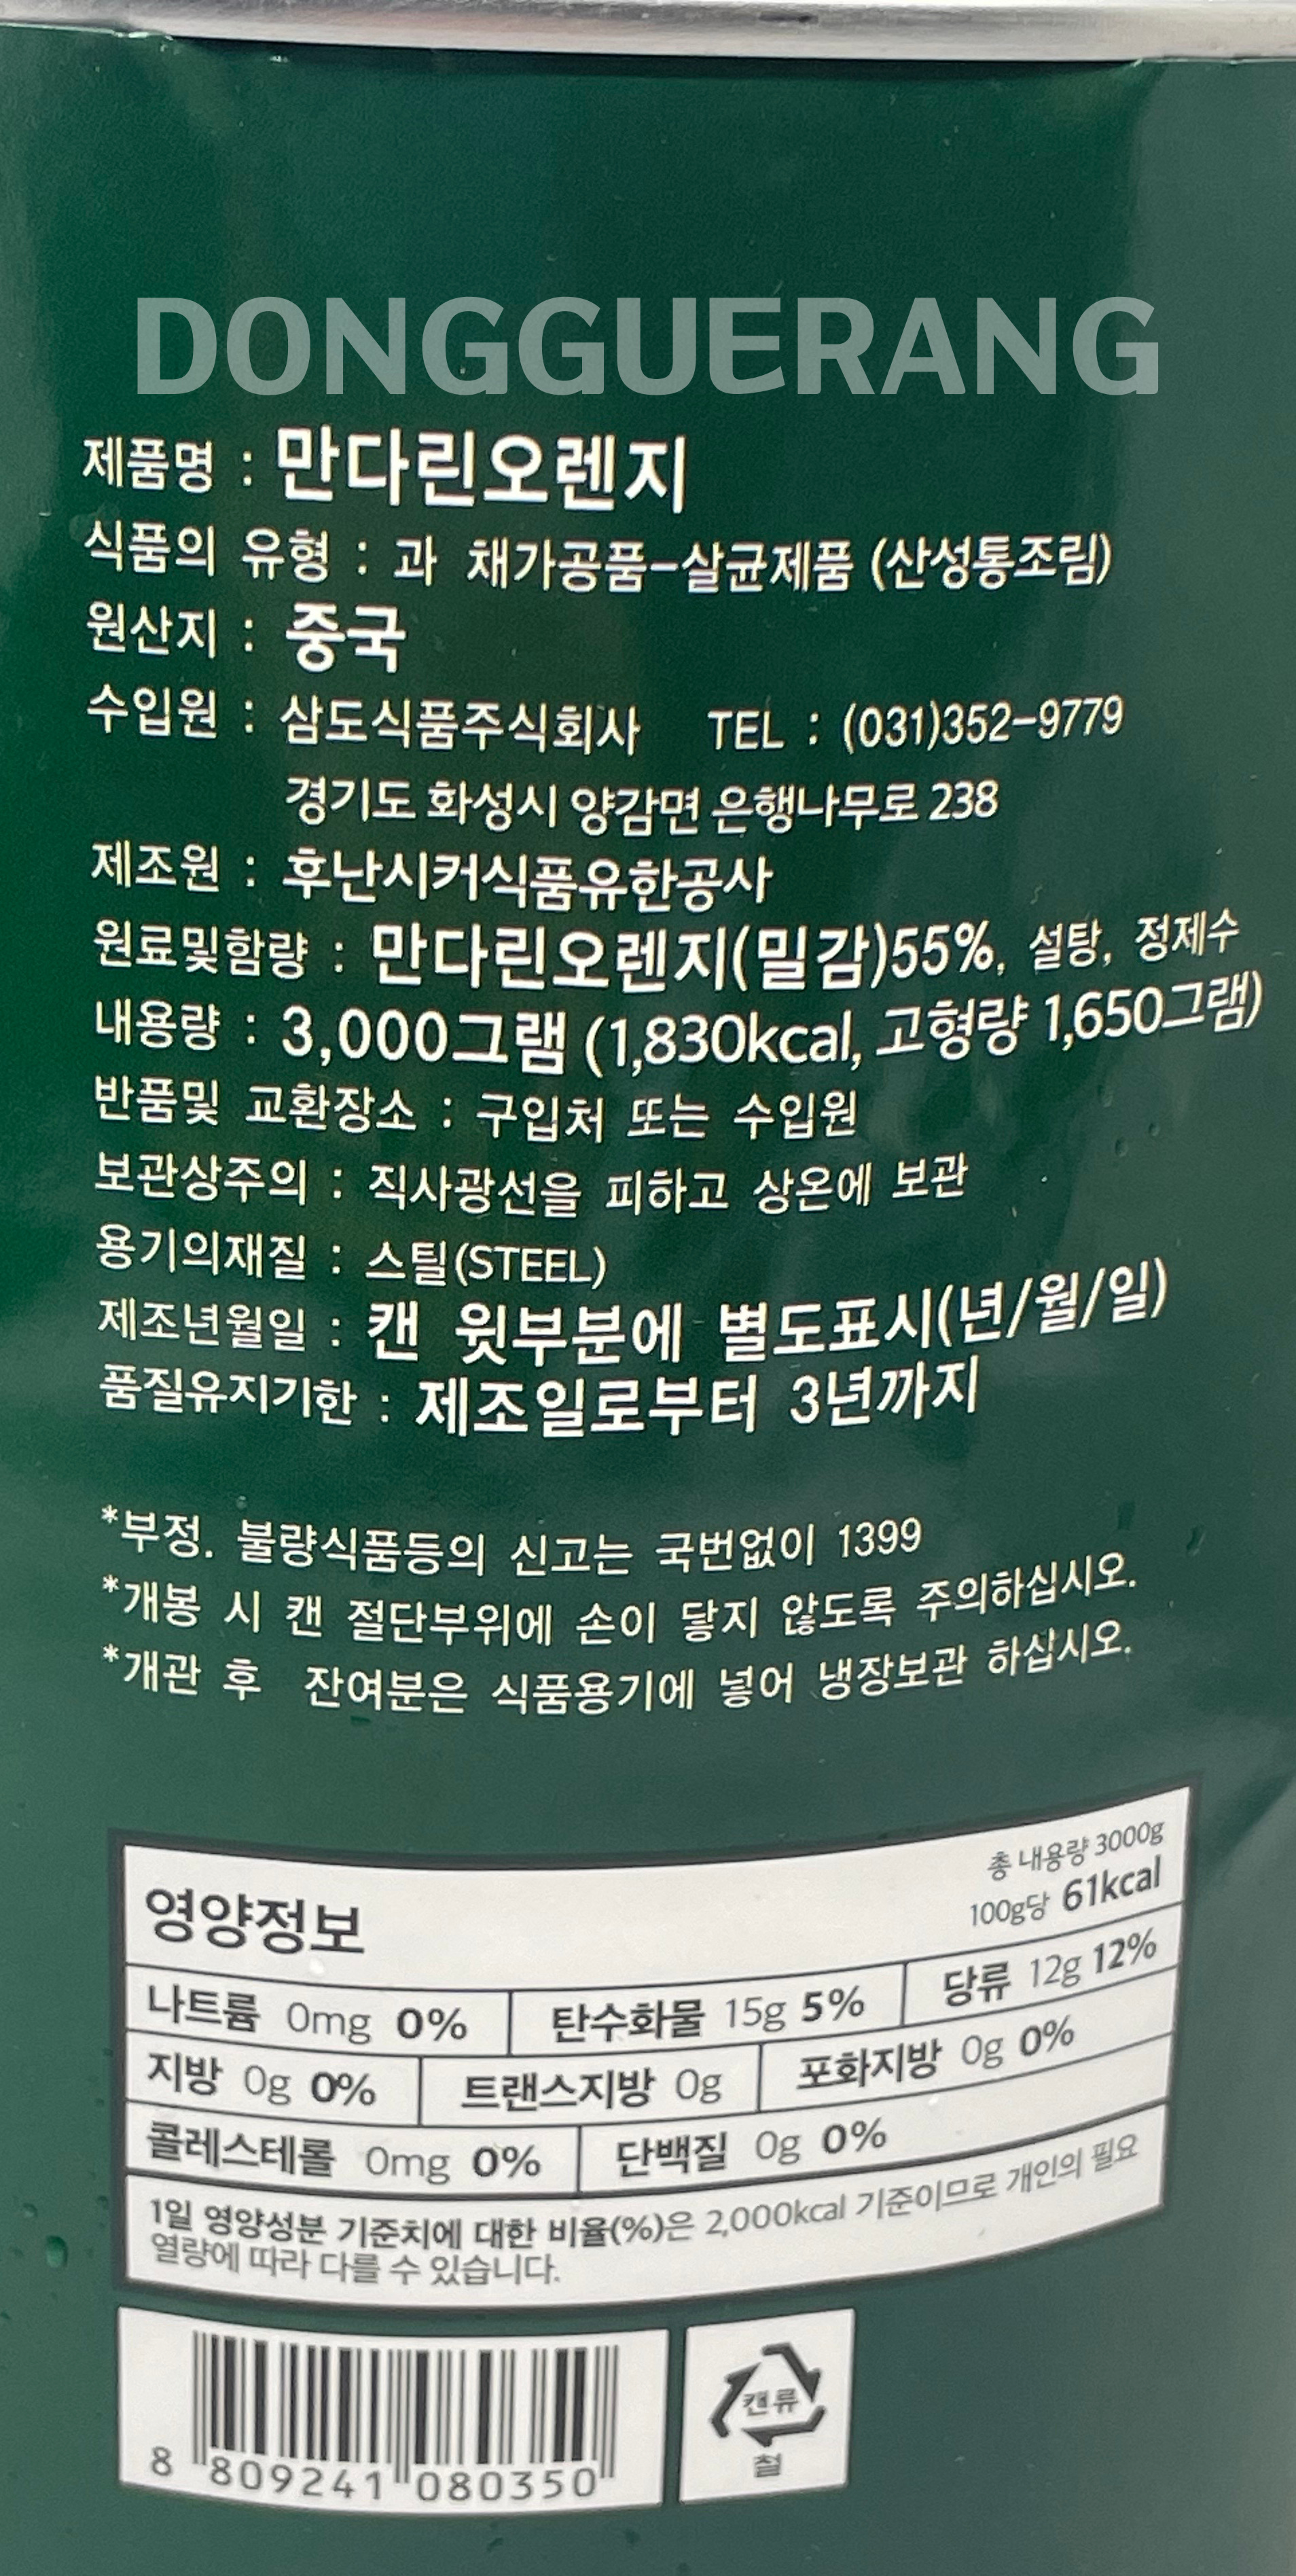 DONGGUERANG
제품명 : 만다린오렌지
식품의 유형 : 과 채가공품-살균제품 (산성통조림)
원산지 : 중국
수입원 : 삼도식품주식회사 TEL : (031)352-9779
경기도 화성시 양감면 은행나무로 238
제조원 : 후난시커식품유한공사
원료및함량 : 만다린오렌지(밀감)55%, 설탕, 정제수
내용량 : 3,000그램 (1,830kcal, 고형량 1,650그램)
반품및 교환장소 : 구입처 또는 수입원
보관상주의 : 직사광선을 피하고 상온에 보관
용기의재질 : 스틸(STEEL)
제조년월일 : 캔 윗부분에 별도표시(년/월/일)
품질유지기한 : 제조일로부터 3년까지
*부정. 불량식품등의 신고는 국번없이 1399
*개봉 시 캔 절단부위에 손이 닿지 않도록 주의하십시오.
*개관 후 잔여분은 식품용기에 넣어 냉장보관 하십시오.
총 내용량 3000g
영양정보 100g당 61kcal
나트륨 0mg 0% 탄수화물 15g 5% 당류 12g 12%
지방 0g 0% 트랜스지방 0g 포화지방 0g 0%
콜레스테롤 0mg 0% 단백질 0g 0%
1일 영양성분 기준치에 대한 비율(%)은 2,000kcal 기준이므로 개인의 필요
열량에 따라 다를 수 있습니다.
캔류
철
8 809241 080350